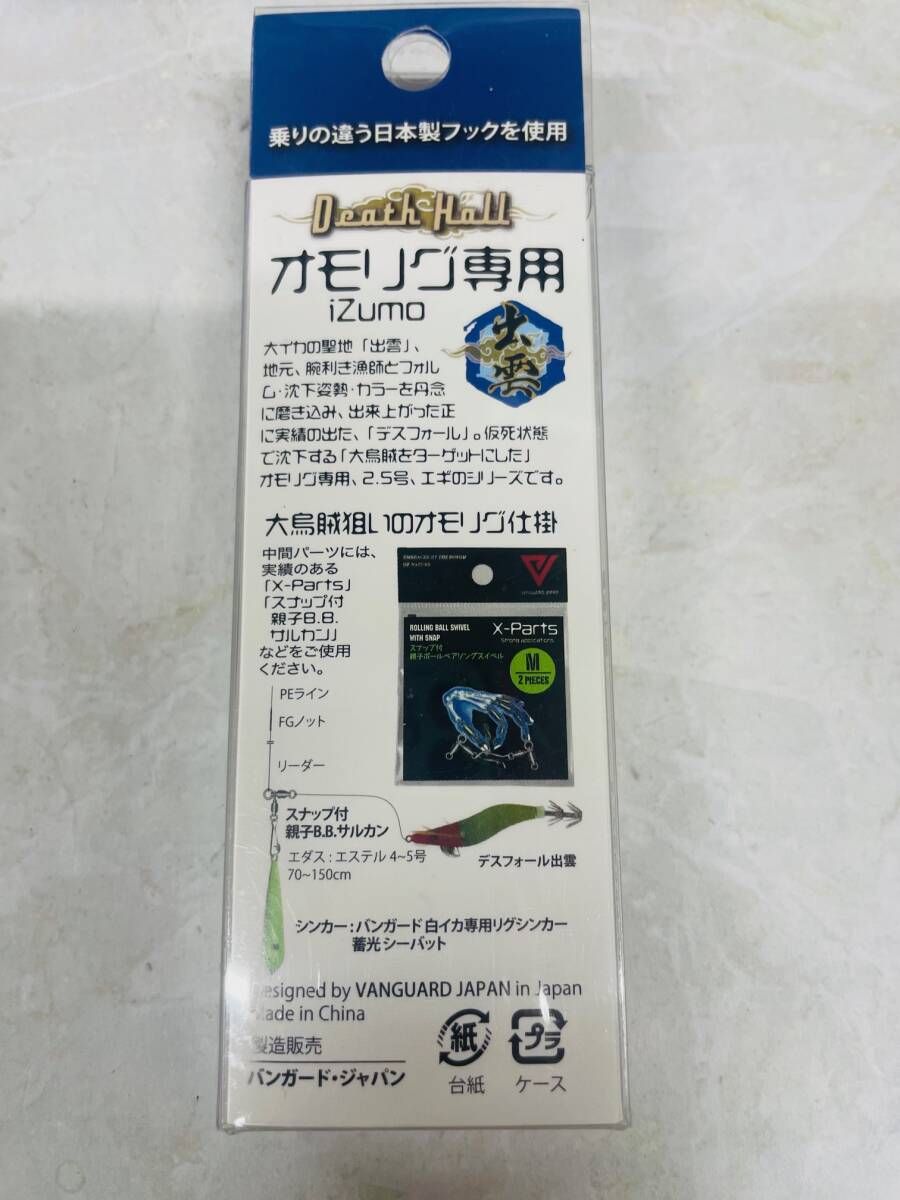 乗りの違う日本製フックを使用
Death Hall
オモリグ専用
iZumo
出雲
大イカの聖地「出雲」、
地元、腕利き漁師とフォル
ム・沈下姿勢・カラーを丹念
に磨き込み、出来上がった正
に実績の出た、「デスフォール」。仮死状態
で沈下する「大烏賊をターゲットにした」
オモリグ専用、2.5号、エギのシリーズです。
大烏賊狙いのオモリグ仕掛
中間パーツには、
実績のある
「X-Parts」
「スナップ付
親子B.B.
サルカン」
などをご使用
ください。
VANGUARD JAPAN
ROLLING BALL SWIVEL
WITH SNAP
スナップ付
親子ボールベアリングスイベル
X-Parts
Strong applications
M
2 PIECES
PEライン
FGノット
リーダー
スナップ付
親子B.B.サルカン
エダス：エステル 4~5号
70~150cm
デスフォール出雲
シンカー：バンガード 白イカ専用リグシンカー
蓄光 シーバット
esigned by VANGUARD JAPAN in Japan
ade in China
製造販売
バンガード・ジャパン
紙
台紙
プラ
ケース